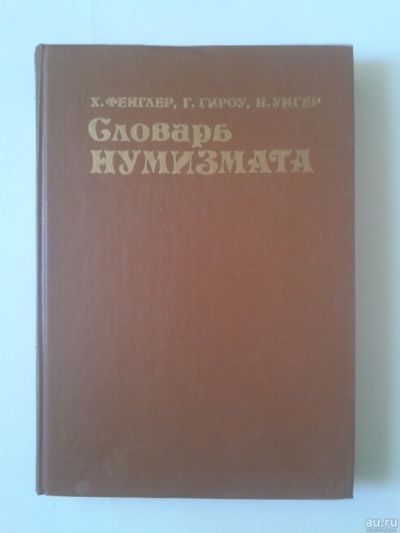 Х. ФЕНГЛЕР, Г. ГИРОУ, В. УНГЕР
Словарь
НУМИЗМАТА
au.ru